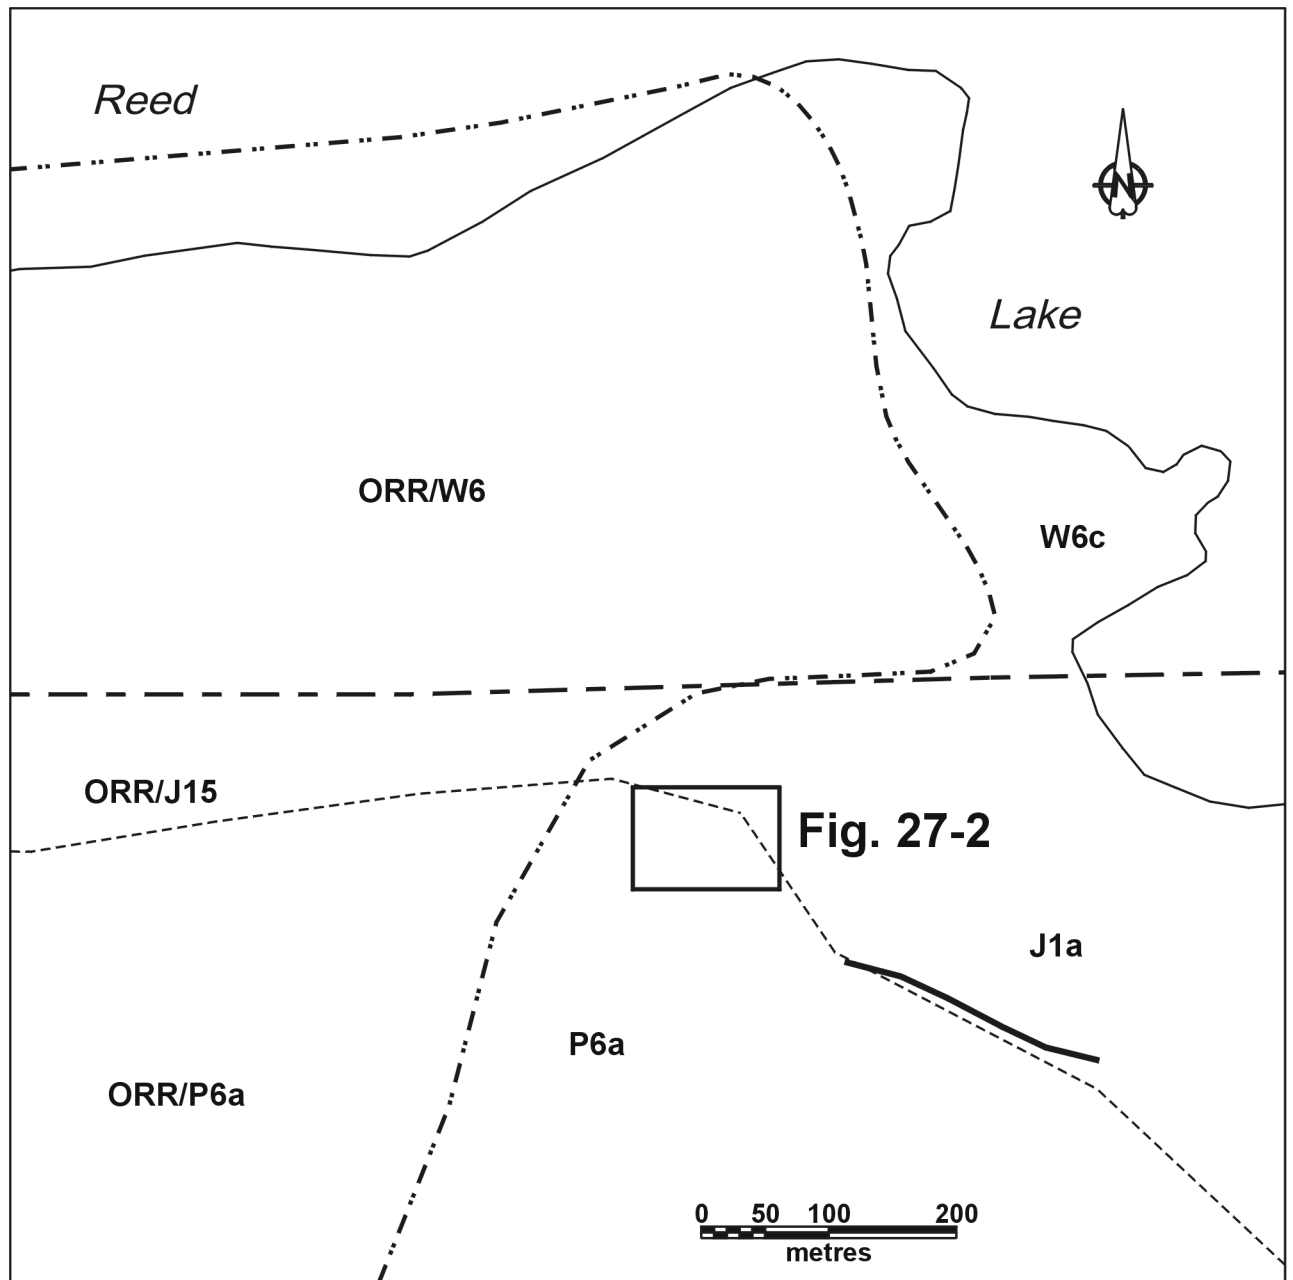 Reed
N
Lake
ORR/W6
W6c
ORR/J15
Fig. 27-2
J1a
P6a
ORR/P6a
0 50 100 200
metres